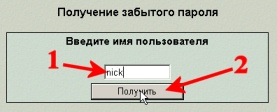 Получение забытого пароля
Введите имя пользователя
1 nick
2
Получить